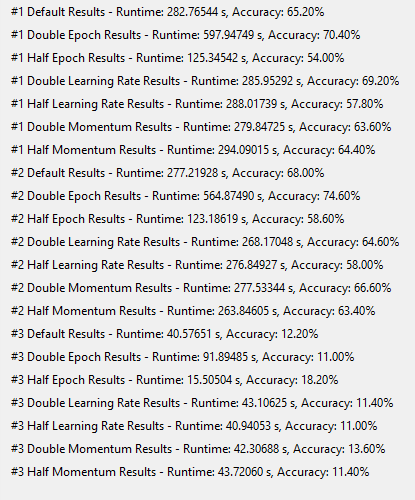 #1 Default Results - Runtime: 282.76544 s, Accuracy: 65.20%
#1 Double Epoch Results - Runtime: 597.94749 s, Accuracy: 70.40%
#1 Half Epoch Results - Runtime: 125.34542 s, Accuracy: 54.00%
#1 Double Learning Rate Results - Runtime: 285.95292 s, Accuracy: 69.20%
#1 Half Learning Rate Results - Runtime: 288.01739 s, Accuracy: 57.80%
#1 Double Momentum Results - Runtime: 279.84725 s, Accuracy: 63.60%
#1 Half Momentum Results - Runtime: 294.09015 s, Accuracy: 64.40%
#2 Default Results - Runtime: 277.21928 s, Accuracy: 68.00%
#2 Double Epoch Results - Runtime: 564.87490 s, Accuracy: 74.60%
#2 Half Epoch Results - Runtime: 123.18619 s, Accuracy: 58.60%
#2 Double Learning Rate Results - Runtime: 268.17048 s, Accuracy: 64.60%
#2 Half Learning Rate Results - Runtime: 276.84927 s, Accuracy: 58.00%
#2 Double Momentum Results - Runtime: 277.53344 s, Accuracy: 66.60%
#2 Half Momentum Results - Runtime: 263.84605 s, Accuracy: 63.40%
#3 Default Results - Runtime: 40.57651 s, Accuracy: 12.20%
#3 Double Epoch Results - Runtime: 91.89485 s, Accuracy: 11.00%
#3 Half Epoch Results - Runtime: 15.50504 s, Accuracy: 18.20%
#3 Double Learning Rate Results - Runtime: 43.10625 s, Accuracy: 11.40%
#3 Half Learning Rate Results - Runtime: 40.94053 s, Accuracy: 11.00%
#3 Double Momentum Results - Runtime: 42.30688 s, Accuracy: 13.60%
#3 Half Momentum Results - Runtime: 43.72060 s, Accuracy: 11.40%